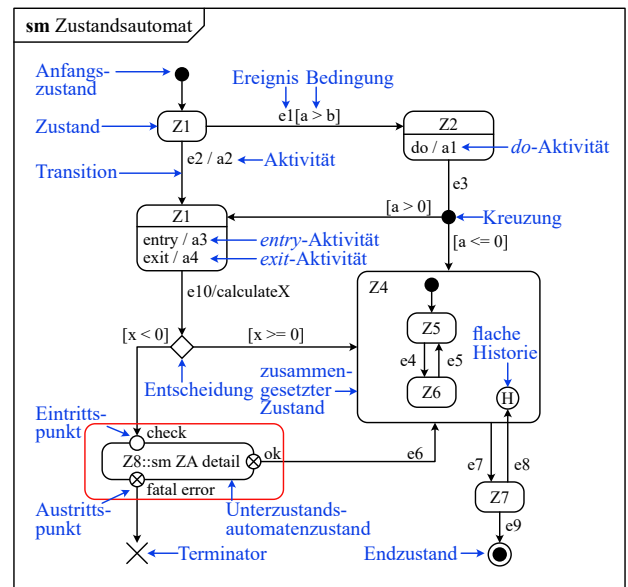 sm Zustandsautomat
Anfangs-
zustand
Ereignis Bedingung
e1[a > b]
Zustand
Z1
Z2
do / a1
do-Aktivität
e2 / a2
Aktivität
Transition
e3
Z1
entry / a3
exit / a4
entry-Aktivität
exit-Aktivität
[a > 0]
Kreuzung
[a <= 0]
e10/calculateX
Z4
Z5
e4
e5
Z6
flache
Historie
H
[x < 0]
[x >= 0]
Entscheidung
zusammen-
gesetzter
Zustand
Eintritts-
punkt
check
Z8::sm ZA detail
ok
e6
fatal error
Austritts-
punkt
Unterzustands-
automatenzustand
e7
e8
Z7
e9
Terminator
Endzustand